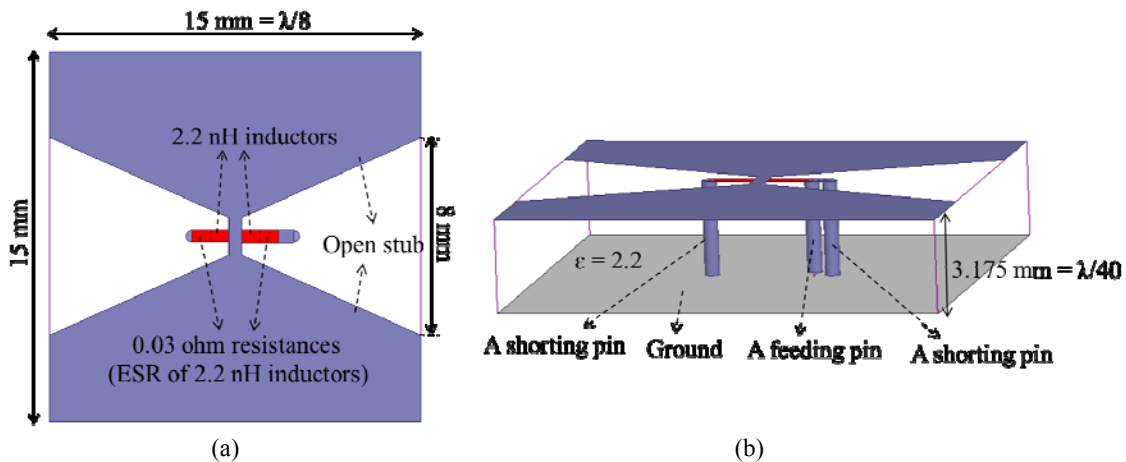 15 mm = λ/8
15 mm
2.2 nH inductors
8 mm
Open stub
0.03 ohm resistances
(ESR of 2.2 nH inductors)
(a)
ε = 2.2
3.175 mm = λ/40
A shorting pin
Ground
A feeding pin
A shorting pin
(b)